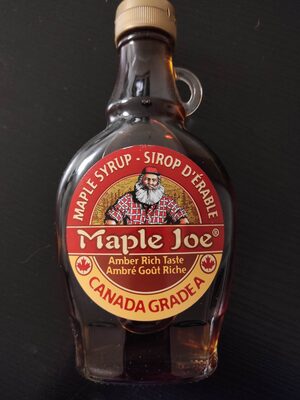 MAPLE SYRUP - SIROP D'ÉRABLE
Maple Joe®
Amber Rich Taste
Ambré Goût Riche
CANADA GRADE A